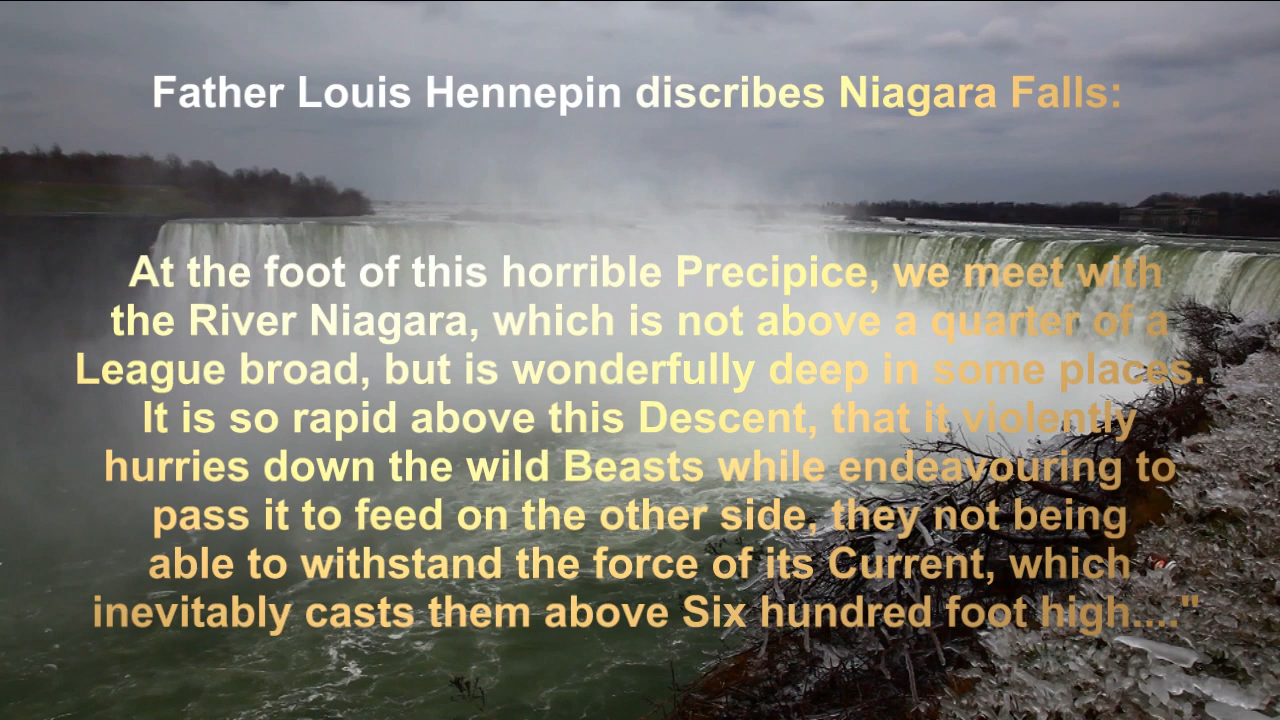 Father Louis Hennepin discribes Niagara Falls:
At the foot of this horrible Precipice, we meet with
the River Niagara, which is not above a quarter of a
League broad, but is wonderfully deep in some places.
It is so rapid above this Descent, that it violently
hurries down the wild Beasts while endeavouring to
pass it to feed on the other side, they not being
able to withstand the force of its Current, which
inevitably casts them above Six hundred foot high...."